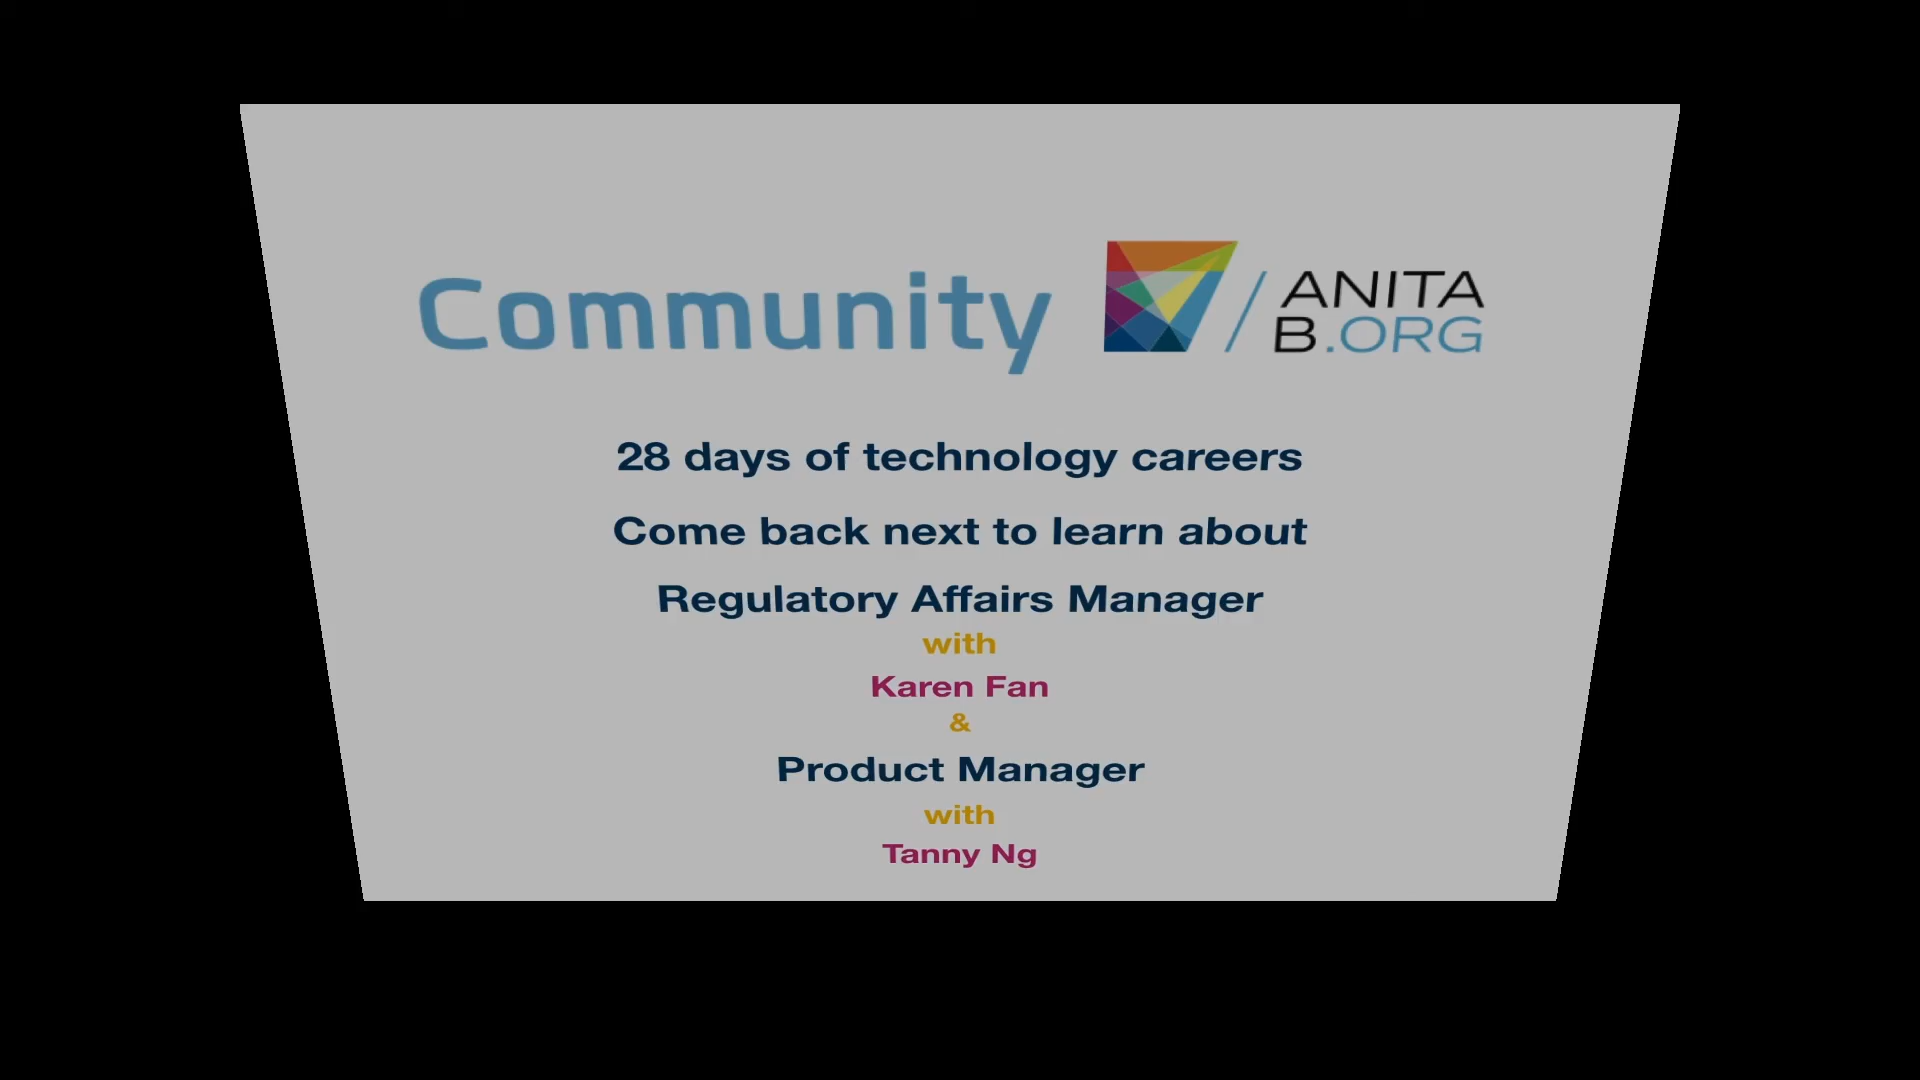 Community
ANITA
B.ORG
28 days of technology careers
Come back next to learn about
Regulatory Affairs Manager
with
Karen Fan
&
Product Manager
with
Tanny Ng